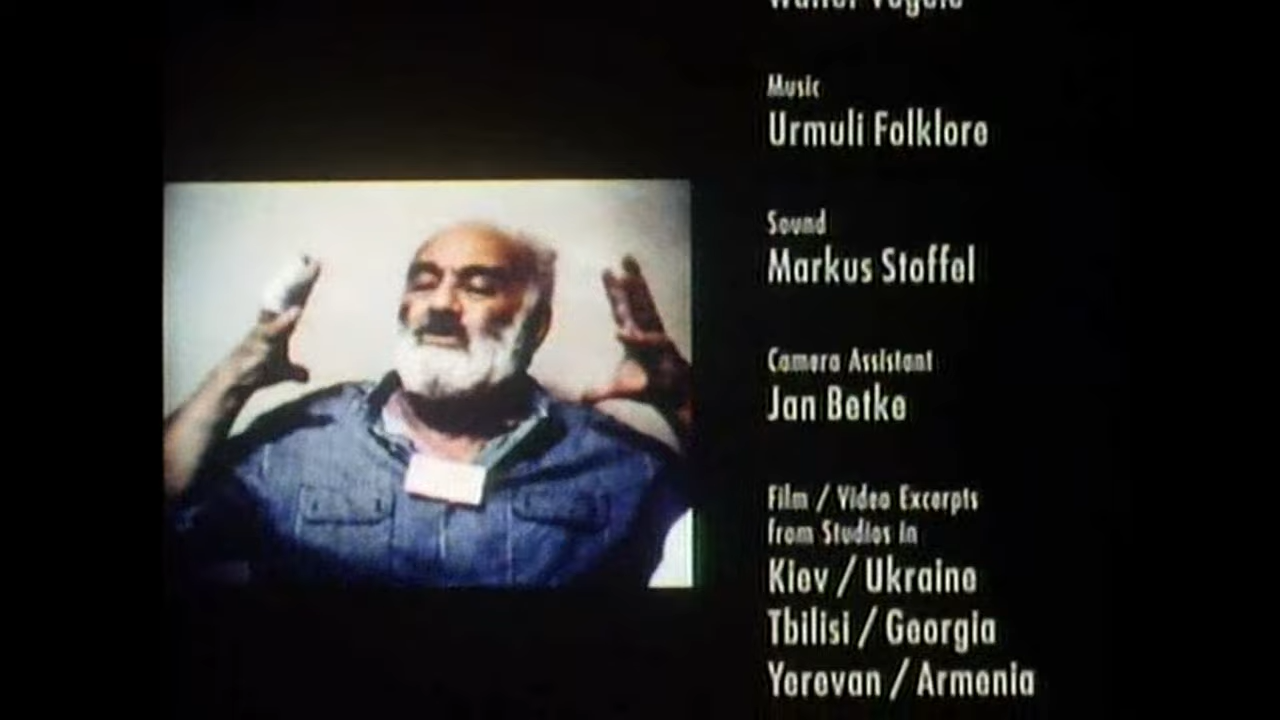 Music
Urmuli Folklore
Sound
Markus Stoffel
Camera Assistant
Jan Betke
Film / Video Excerpts
from Studios in
Kiev / Ukraine
Tbilisi / Georgia
Yerevan / Armenia